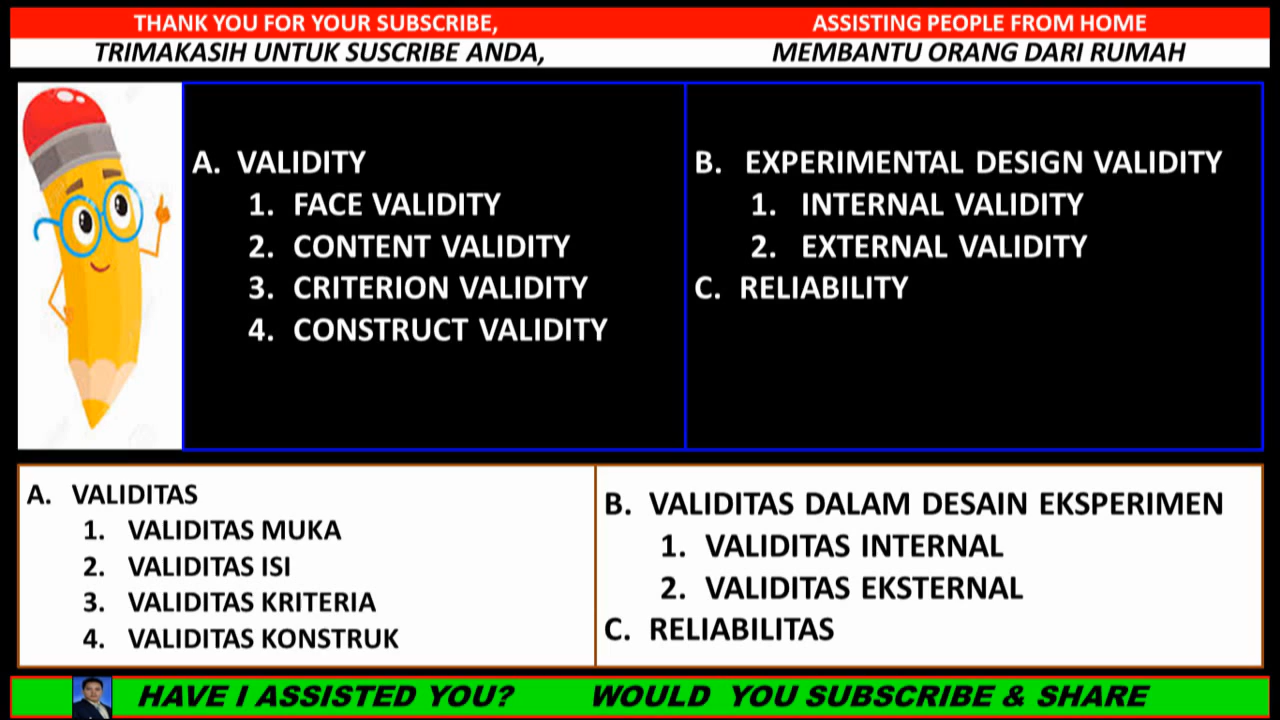 THANK YOU FOR YOUR SUBSCRIBE,
TRIMAKASIH UNTUK SUSCRIBE ANDA,
ASSISTING PEOPLE FROM HOME
MEMBANTU ORANG DARI RUMAH
A. VALIDITY
1. FACE VALIDITY
2. CONTENT VALIDITY
3. CRITERION VALIDITY
4. CONSTRUCT VALIDITY
B. EXPERIMENTAL DESIGN VALIDITY
1. INTERNAL VALIDITY
2. EXTERNAL VALIDITY
C. RELIABILITY
A. VALIDITAS
1. VALIDITAS MUKA
2. VALIDITAS ISI
3. VALIDITAS KRITERIA
4. VALIDITAS KONSTRUK
B. VALIDITAS DALAM DESAIN EKSPERIMEN
1. VALIDITAS INTERNAL
2. VALIDITAS EKSTERNAL
C. RELIABILITAS
HAVE I ASSISTED YOU? WOULD YOU SUBSCRIBE & SHARE